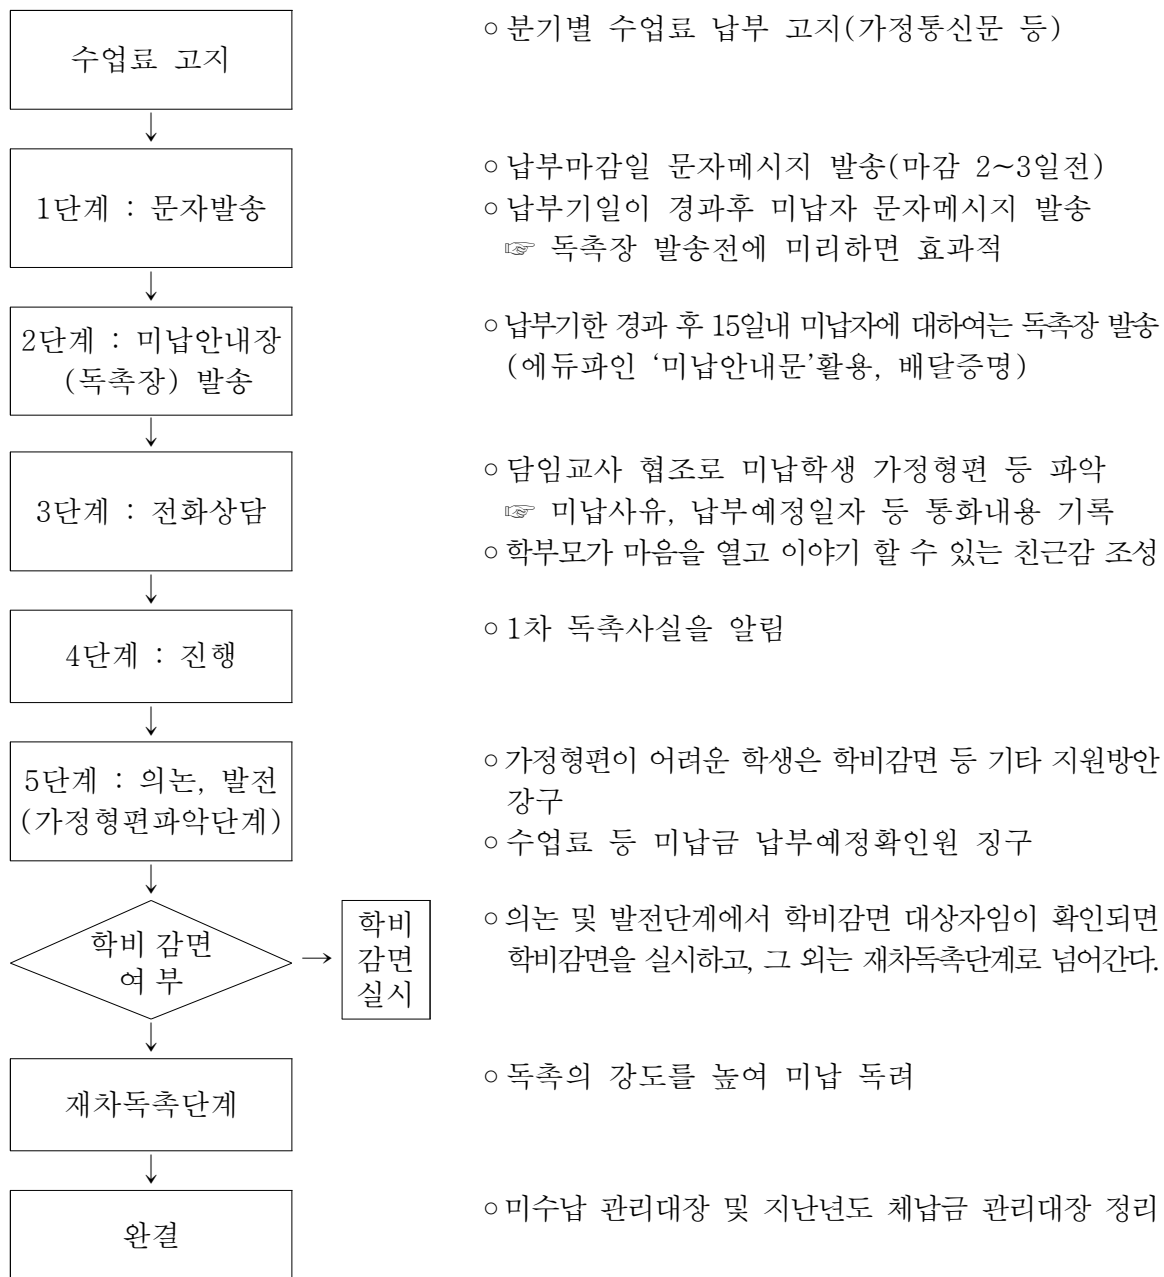 수업료 고지
○ 분기별 수업료 납부 고지(가정통신문 등)
↓
1단계 : 문자발송
○ 납부마감일 문자메시지 발송(마감 2~3일전)
○ 납부기일이 경과후 미납자 문자메시지 발송
☞ 독촉장 발송전에 미리하면 효과적
↓
2단계 : 미납안내장
(독촉장) 발송
○ 납부기한 경과 후 15일내 미납자에 대하여는 독촉장 발송
(에듀파인 ‘미납안내문’활용, 배달증명)
↓
3단계 : 전화상담
○ 담임교사 협조로 미납학생 가정형편 등 파악
☞ 미납사유, 납부예정일자 등 통화내용 기록
○ 학부모가 마음을 열고 이야기 할 수 있는 친근감 조성
↓
4단계 : 진행
○ 1차 독촉사실을 알림
↓
5단계 : 의논, 발전
(가정형편파악단계)
○ 가정형편이 어려운 학생은 학비감면 등 기타 지원방안
강구
○ 수업료 등 미납금 납부예정확인원 징구
↓
학비 감면
여 부
→
학비
감면
실시
○ 의논 및 발전단계에서 학비감면 대상자임이 확인되면
학비감면을 실시하고, 그 외는 재차독촉단계로 넘어간다.
↓
재차독촉단계
○ 독촉의 강도를 높여 미납 독려
↓
완결
○ 미수납 관리대장 및 지난년도 체납금 관리대장 정리